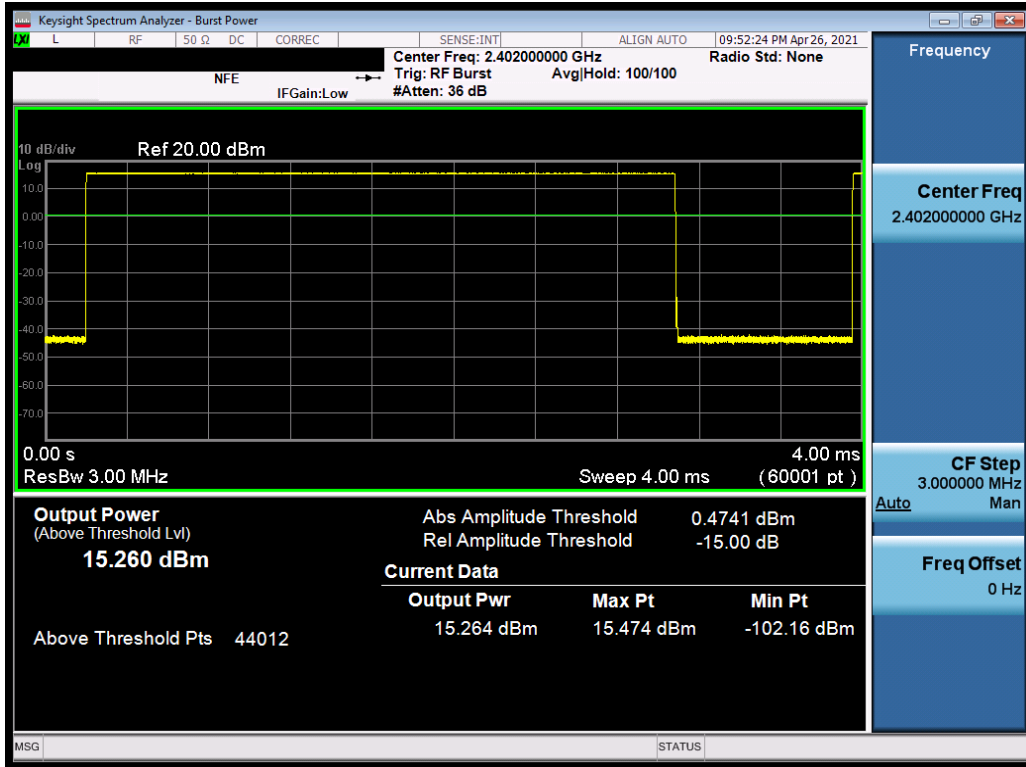 Keysight Spectrum Analyzer - Burst Power
LXI L RF 50 Ω DC CORREC SENSE:INT ALIGN AUTO 09:52:24 PM Apr 26, 2021
Center Freq: 2.402000000 GHz Radio Std: None
NFE Trig: RF Burst Avg|Hold: 100/100
IFGain:Low #Atten: 36 dB
10 dB/div Ref 20.00 dBm
Log
10.0
0.00
-10.0
-20.0
-30.0
-40.0
-50.0
-60.0
-70.0
0.00 s 4.00 ms
ResBw 3.00 MHz Sweep 4.00 ms (60001 pt )
Output Power
(Above Threshold Lvl)
15.260 dBm
Above Threshold Pts 44012
Abs Amplitude Threshold 0.4741 dBm
Rel Amplitude Threshold -15.00 dB
Current Data
Output Pwr Max Pt Min Pt
15.264 dBm 15.474 dBm -102.16 dBm
Frequency
Center Freq
2.402000000 GHz
CF Step
3.000000 MHz
Auto Man
Freq Offset
0 Hz
MSG STATUS